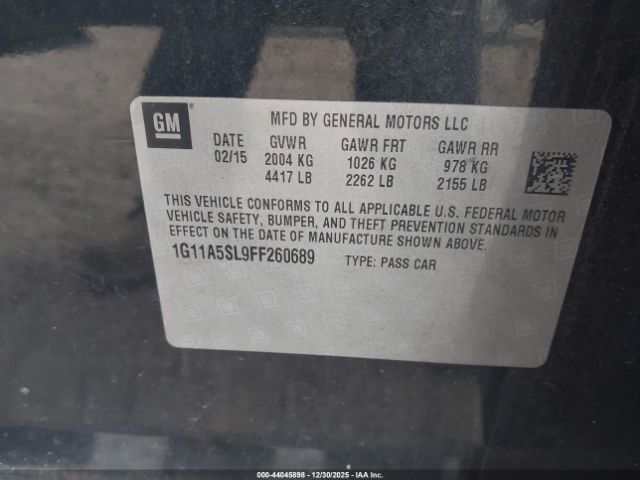 GM
MFD BY GENERAL MOTORS LLC
DATE GVWR GAWR FRT GAWR RR
02/15 2004 KG 1026 KG 978 KG
4417 LB 2262 LB 2155 LB
THIS VEHICLE CONFORMS TO ALL APPLICABLE U.S. FEDERAL MOTOR
VEHICLE SAFETY, BUMPER, AND THEFT PREVENTION STANDARDS IN
EFFECT ON THE DATE OF MANUFACTURE SHOWN ABOVE.
1G11A5SL9FF260689 TYPE: PASS CAR
000-44045898 - 12/30/2025 - IAA Inc.